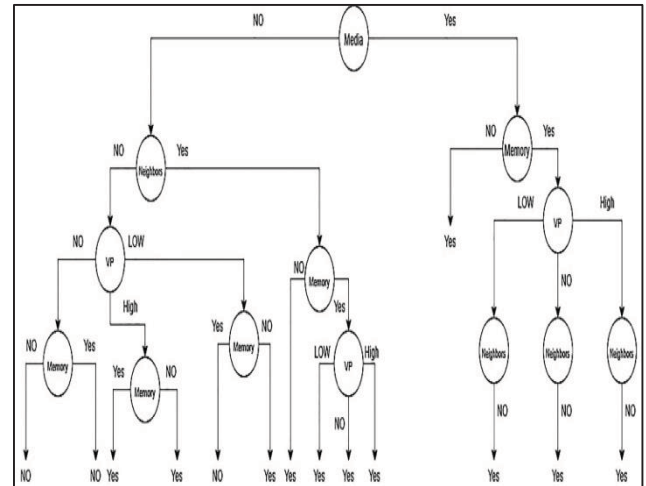 NO Yes
Media
NO Yes
Memory
NO Yes
Neighbors
LOW High
VP
Yes
NO LOW
VP
NO
Memory
Yes
High
NO
Yes NO
Memory
LOW High
VP
Neighbors Neighbors Neighbors
NO Yes
Memory
Yes NO
Memory
NO
NO NO NO
NO NO Yes Yes NO Yes Yes Yes Yes Yes Yes Yes Yes